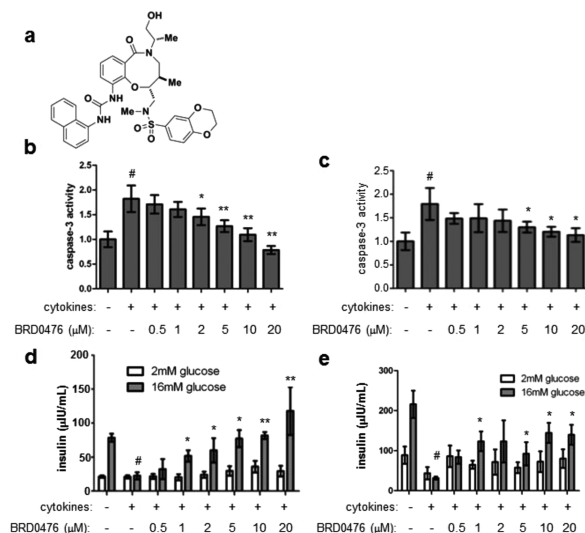 a
OH
N
Me
O
O
Me
NH
O
NH
Me
N
O
S
O
O
O
b
caspase-3 activity
2.5
2.0
1.5
1.0
0.5
0.0
#
*
**
**
**
cytokines: - + + + + + + +
BRD0476 (μM): - - 0.5 1 2 5 10 20
c
caspase-3 activity
2.5
2.0
1.5
1.0
0.5
0.0
#
*
*
*
cytokines: - + + + + + + +
BRD0476 (μM): - - 0.5 1 2 5 10 20
d
insulin (μIU/mL)
200
150
100
50
0
2mM glucose
16mM glucose
#
*
*
*
**
**
cytokines: - + + + + + + +
BRD0476 (μM): - - 0.5 1 2 5 10 20
e
insulin (μIU/mL)
300
200
100
0
2mM glucose
16mM glucose
#
*
*
*
*
cytokines: - + + + + + + +
BRD0476 (μM): - - 0.5 1 2 5 10 20